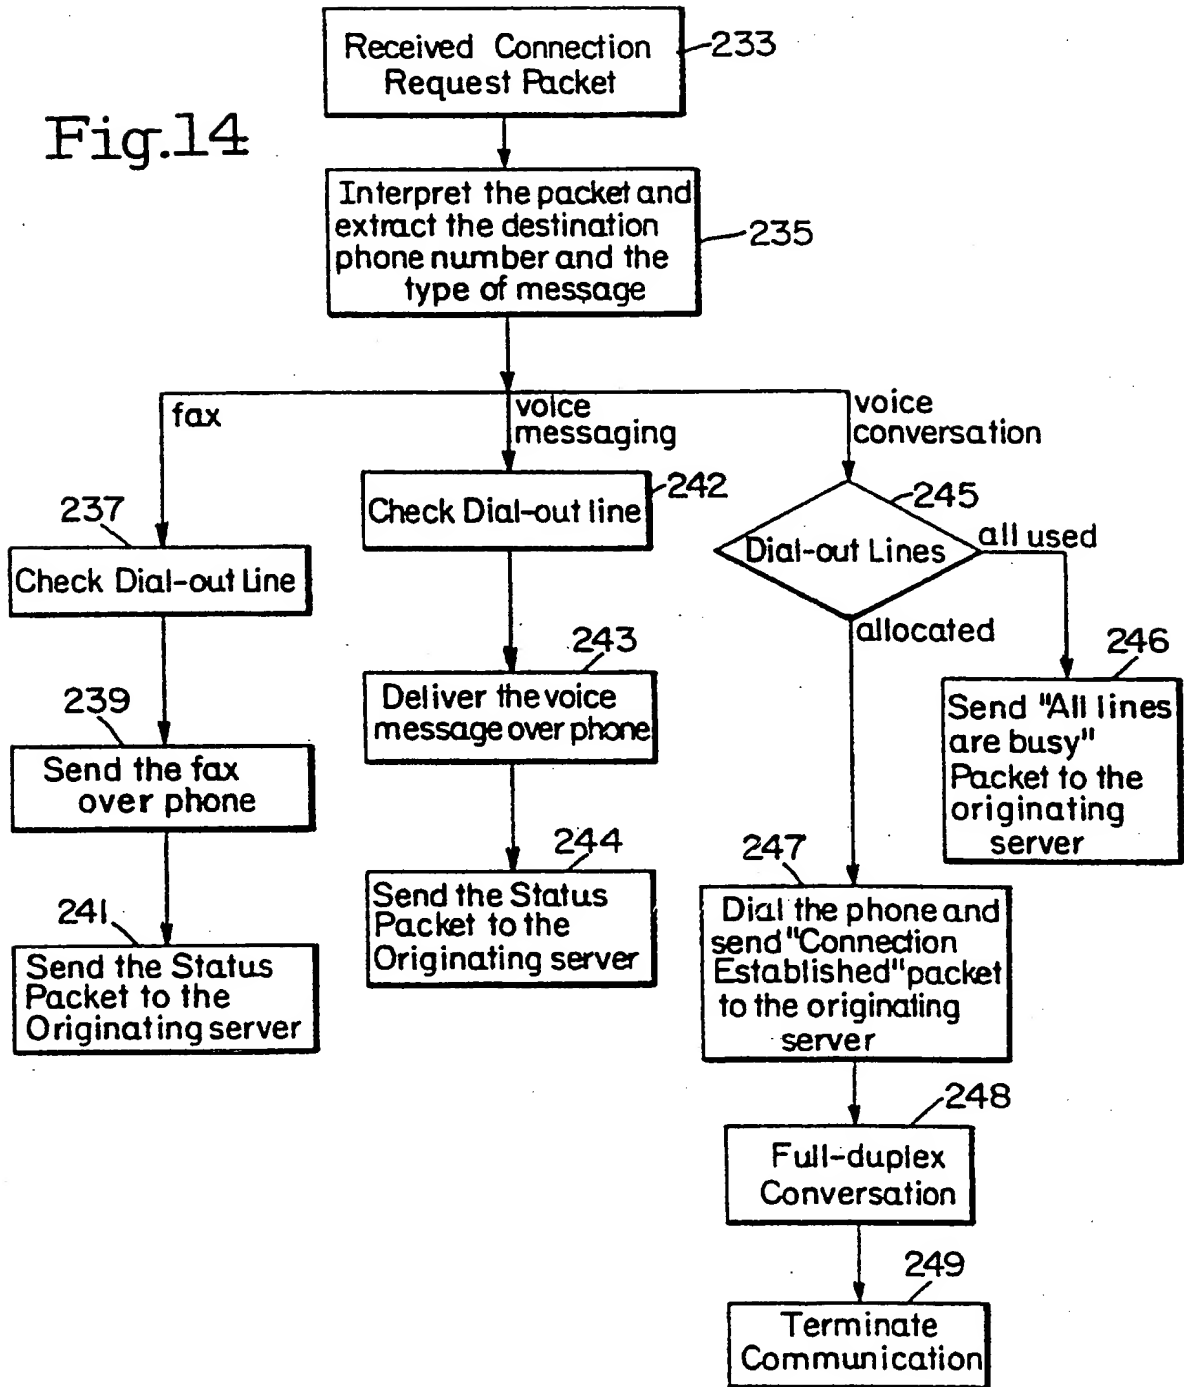 Fig.14
Received Connection
Request Packet
233
Interpret the packet and
extract the destination
phone number and the
type of message
235
fax
voice
messaging
voice
conversation
237
Check Dial-out Line
239
Send the fax
over phone
241
Send the Status
Packet to the
Originating server
242
Check Dial-out line
243
Deliver the voice
message over phone
244
Send the Status
Packet to the
Originating server
245
Dial-out Lines
all used
allocated
246
Send "All lines
are busy"
Packet to the
originating
server
247
Dial the phone and
send "Connection
Established" packet
to the originating
server
248
Full-duplex
Conversation
249
Terminate
Communication